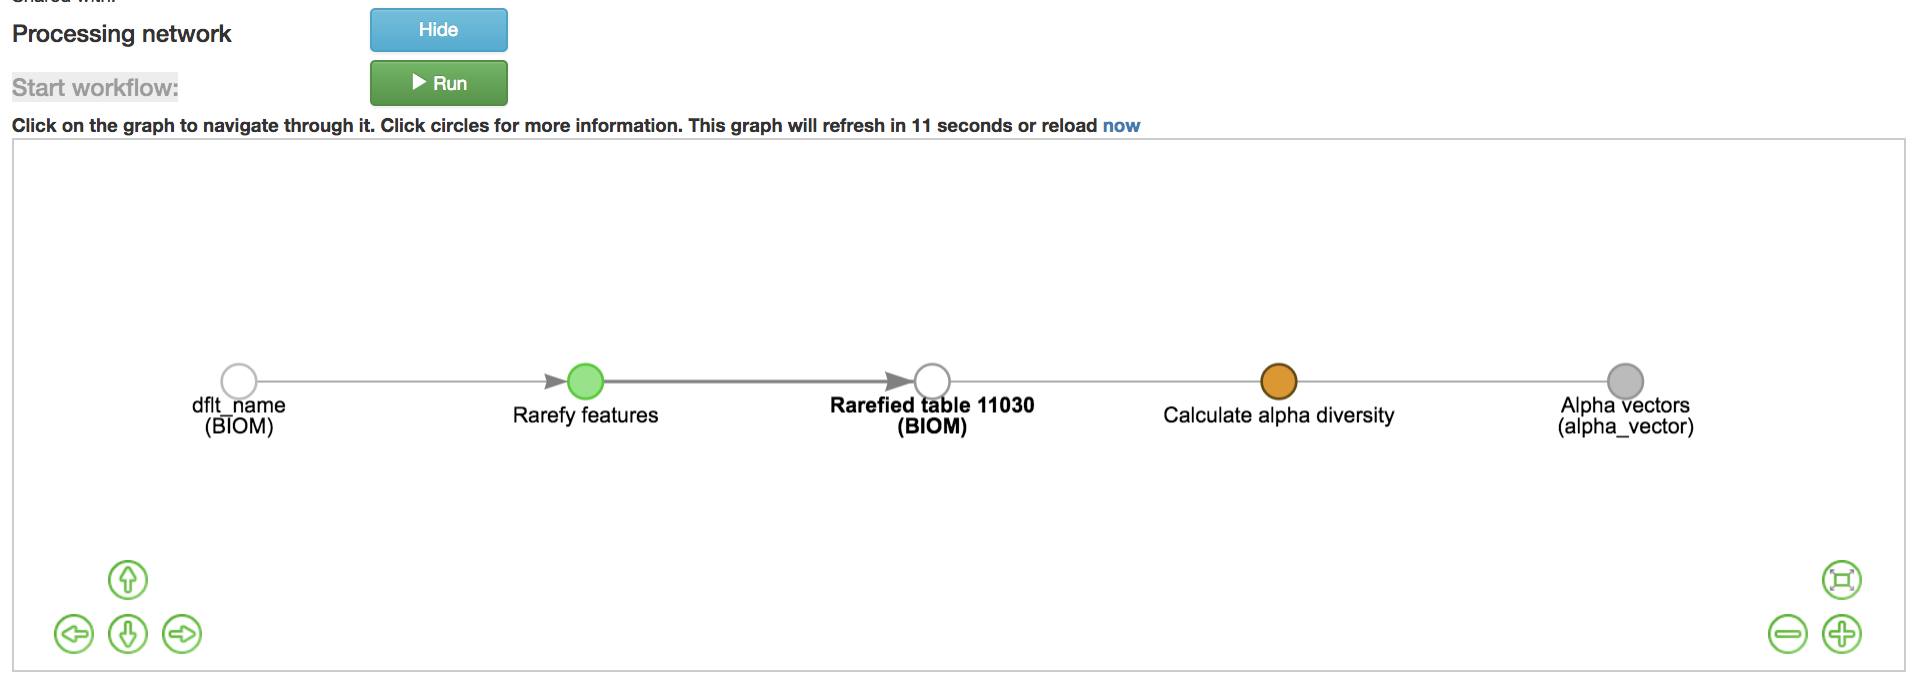 Shared with:
Processing network
Hide
Start workflow:
Run
Click on the graph to navigate through it. Click circles for more information. This graph will refresh in 11 seconds or reload now
dflt_name
(BIOM)
Rarefy features
Rarefied table 11030
(BIOM)
Calculate alpha diversity
Alpha vectors
(alpha_vector)